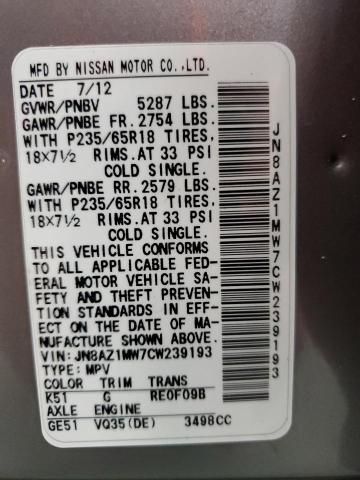 MFD BY NISSAN MOTOR CO.,LTD.
DATE 7/12
GVWR/PNBV 5287 LBS.
GAWR/PNBE FR. 2754 LBS.
WITH P235/65R18 TIRES,
18×7½ RIMS.AT 33 PSI
COLD SINGLE.
GAWR/PNBE RR. 2579 LBS.
WITH P235/65R18 TIRES,
18×7½ RIMS.AT 33 PSI
COLD SINGLE.
THIS VEHICLE CONFORMS
TO ALL APPLICABLE FED-
ERAL MOTOR VEHICLE SA-
FETY AND THEFT PREVEN-
TION STANDARDS IN EFF-
ECT ON THE DATE OF MA-
NUFACTURE SHOWN ABOVE.
VIN:JN8AZ1MW7CW239193
TYPE: MPV
COLOR TRIM TRANS
K51 G RE0F09B
AXLE ENGINE
GE51 VQ35(DE) 3498CC
JN8AZ1MW7CW239193